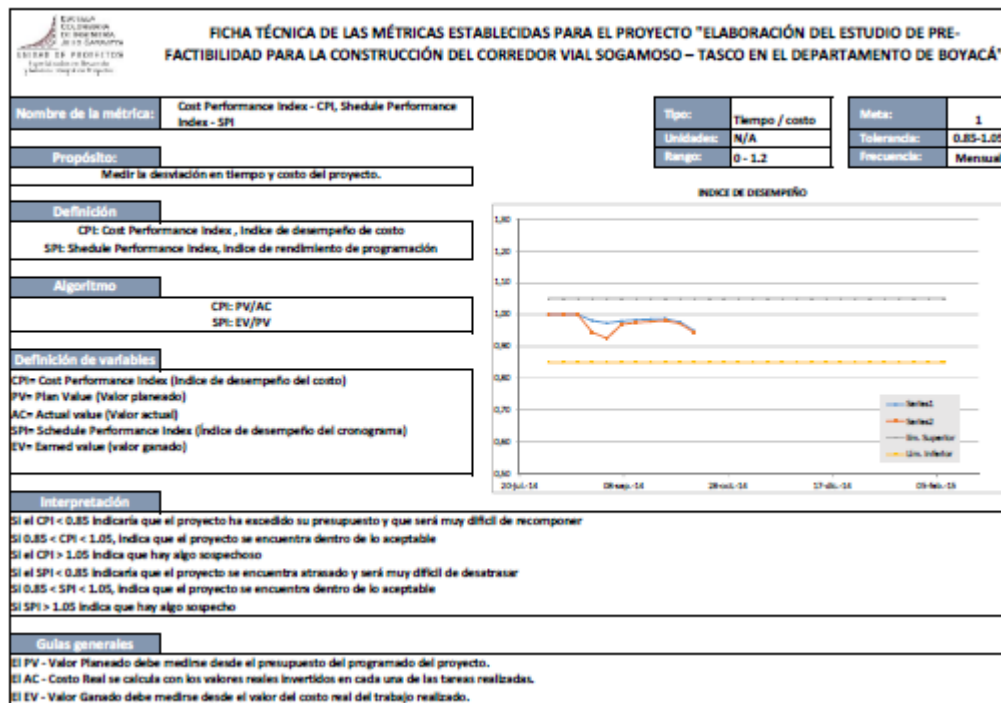 ESCUELA
COLOMBIANA
DE INGENIERÍA
JULIO GARAVITO
UNIDAD DE PROYECTOS
FICHA TÉCNICA DE LAS MÉTRICAS ESTABLECIDAS PARA EL PROYECTO "ELABORACIÓN DEL ESTUDIO DE PRE-
FACTIBILIDAD PARA LA CONSTRUCCIÓN DEL CORREDOR VIAL SOGAMOSO – TASCO EN EL DEPARTAMENTO DE BOYACÁ"
Nombre de la métrica:
Cost Performance Index - CPI, Shedule Performance
Index - SPI
Tipo: Tiempo / costo
Unidades: N/A
Rango: 0 - 1.2
Meta: 1
Tolerancia: 0.85-1.05
Frecuencia: Mensual
Propósito:
Medir la desviación en tiempo y costo del proyecto.
Definición
CPI: Cost Performance Index , Indice de desempeño de costo
SPI: Shedule Performance Index, Indice de rendimiento de programación
Algoritmo
CPI: PV/AC
SPI: EV/PV
Definición de variables
CPI= Cost Performance Index (Indice de desempeño del costo)
PV= Plan Value (Valor planeado)
AC= Actual value (Valor actual)
SPI= Schedule Performance Index (Índice de desempeño del cronograma)
EV= Earned value (valor ganado)
INDICE DE DESEMPEÑO
1,30
1,20
1,10
1,00
0,90
0,80
0,70
0,60
0,50
20-jul.-14
08-sep.-14
28-oct.-14
17-dic.-14
05-feb.-15
Series1
Series2
Lim. Superior
Lim. Inferior
Interpretación
Si el CPI < 0.85 indicaría que el proyecto ha excedido su presupuesto y que será muy difícil de recomponer
Si 0.85 < CPI < 1.05, indica que el proyecto se encuentra dentro de lo aceptable
Si el CPI > 1.05 indica que hay algo sospechoso
Si el SPI < 0.85 indicaría que el proyecto se encuentra atrasado y será muy difícil de desatrasar
Si 0.85 < SPI < 1.05, indica que el proyecto se encuentra dentro de lo aceptable
Si SPI > 1.05 indica que hay algo sospecho
Guías generales
El PV - Valor Planeado debe medirse desde el presupuesto del programado del proyecto.
El AC - Costo Real se calcula con los valores reales invertidos en cada una de las tareas realizadas.
El EV - Valor Ganado debe medirse desde el valor del costo real del trabajo realizado.